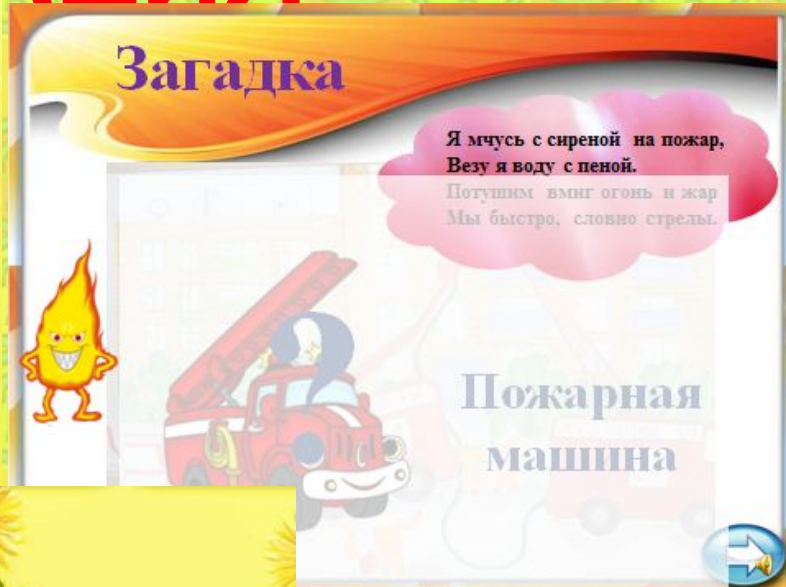 Загадка
Я мчусь с сиреной на пожар,
Везу я воду с пеной.
Потушим вмиг огонь и жар
Мы быстро, словно стрелы.
?
Пожарная
машина